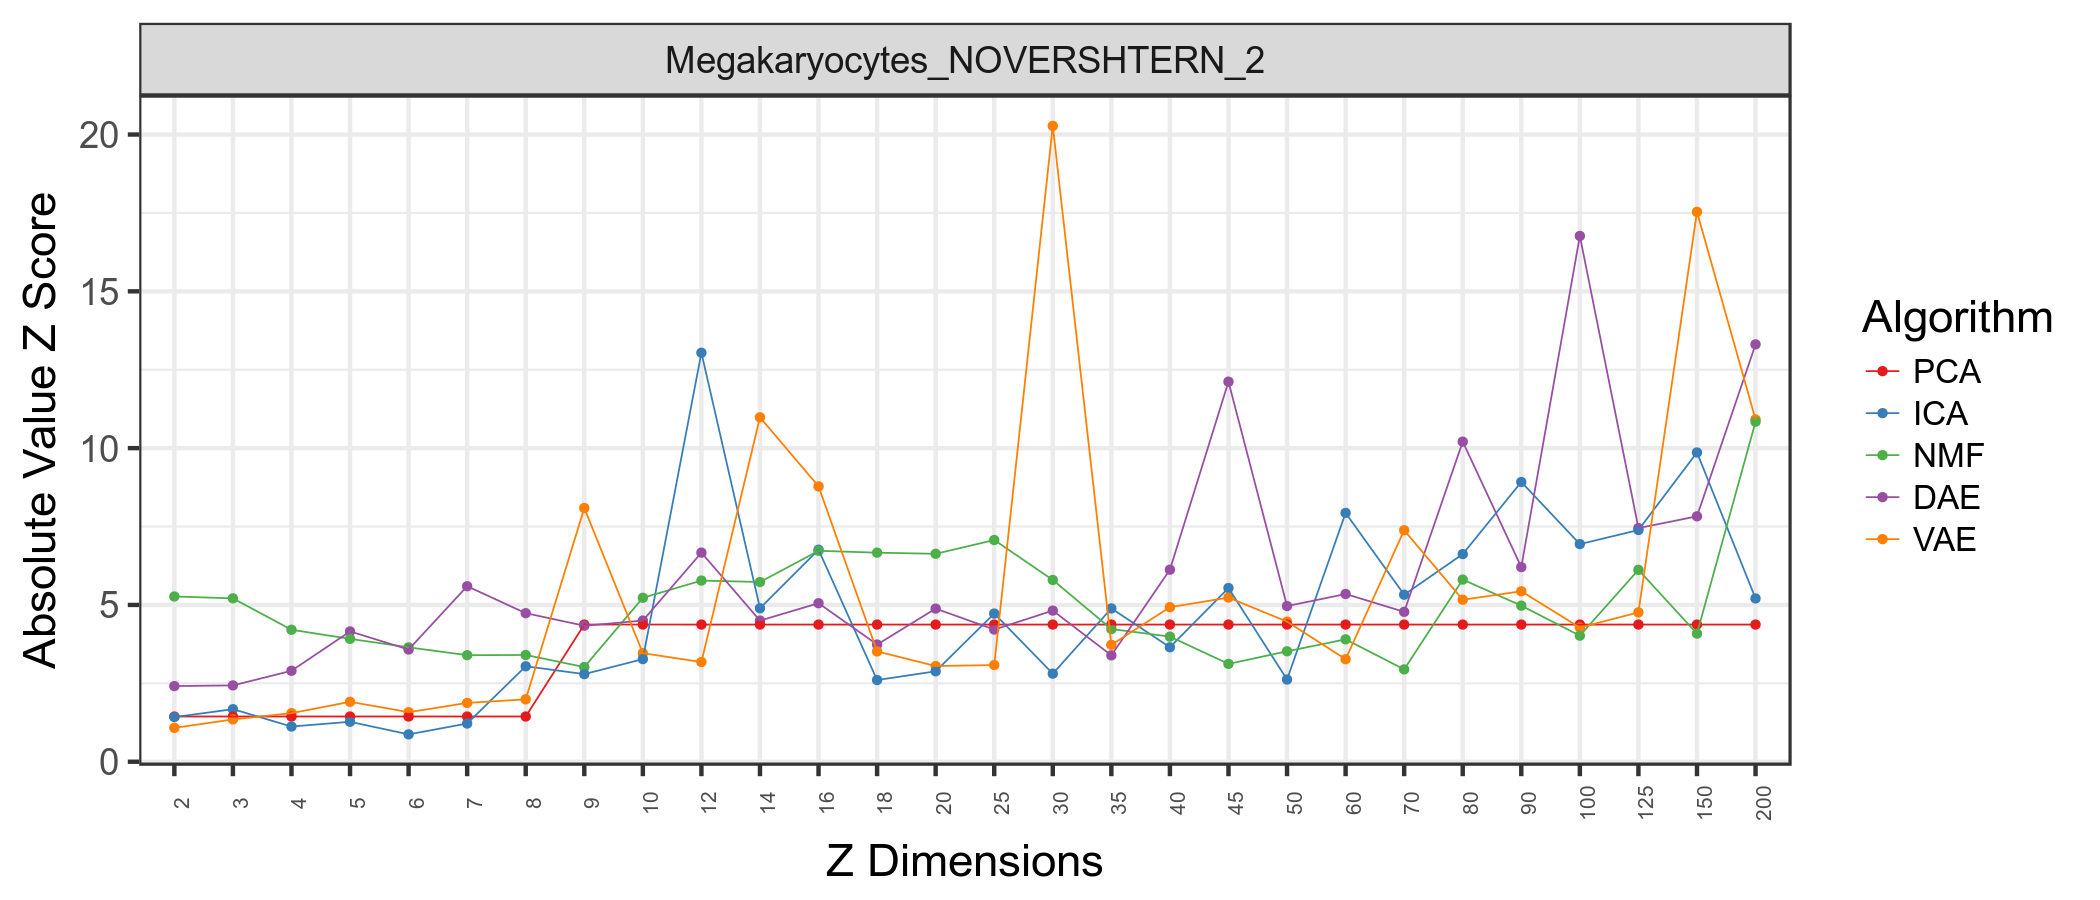 Megakaryocytes_NOVERSHTERN_2
Absolute Value Z Score
20
15
10
5
0
2 3 4 5 6 7 8 9 10 12 14 16 18 20 25 30 35 40 45 50 60 70 80 90 100 125 150 200
Z Dimensions
Algorithm
PCA
ICA
NMF
DAE
VAE